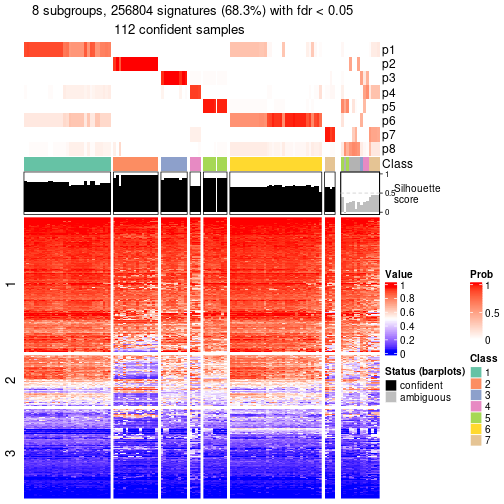 8 subgroups, 256804 signatures (68.3%) with fdr < 0.05
112 confident samples
p1
p2
p3
p4
p5
p6
p7
p8
Class
1
0.5
0
Silhouette
score
1
2
3
Value
1
0.8
0.6
0.4
0.2
0
Prob
1
0.5
0
Status (barplots)
confident
ambiguous
Class
1
2
3
4
5
6
7